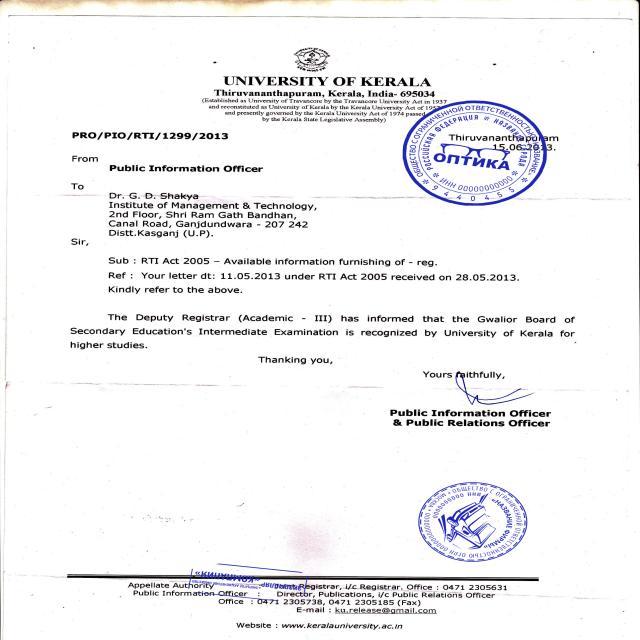 UNIVERSITY OF KERALA
Thiruvananthapuram, Kerala, India- 695034
(Established as University of Travancore by the Travancore University Act in 1937
and reconstituted as University of Kerala by the Kerala University Act of 1957
and presently governed by the Kerala University Act of 1974 passed
by the Kerala State Legislative Assembly)
PRO/PIO/RTI/1299/2013
Thiruvananthapuram
15.06.2013.
ОБЩЕСТВО С ОГРАНИЧЕННОЙ ОТВЕТСТВЕННОСТЬЮ
РОССИЙСКАЯ ФЕДЕРАЦИЯ
ОПТИКА
ИНН 00000000000
9440455
From
Public Information Officer
To
Dr. G. D. Shakya
Institute of Management & Technology,
2nd Floor, Shri Ram Gath Bandhan,
Canal Road, Ganjdundwara - 207 242
Distt.Kasganj (U.P).
Sir,
Sub : RTI Act 2005 – Available information furnishing of - reg.
Ref : Your letter dt: 11.05.2013 under RTI Act 2005 received on 28.05.2013.
Kindly refer to the above.
The Deputy Registrar (Academic - III) has informed that the Gwalior Board of
Secondary Education's Intermediate Examination is recognized by University of Kerala for
higher studies.
Thanking you,
Yours faithfully,
Public Information Officer
& Public Relations Officer
ОБЩЕСТВО С ОГРАНИЧЕННОЙ ОТВЕТСТВЕННОСТЬЮ
«НАЗВАНИЕ ФИРМЫ»
Appellate Authority Registrar, i/c Registrar. Office : 0471 2305631
Public Information Officer : Director, Publications, i/c Public Relations Officer
Office : 0471 2305738, 0471 2305185 (Fax)
E-mail : ku.release@gmail.com
Website : www.keralauniversity.ac.in